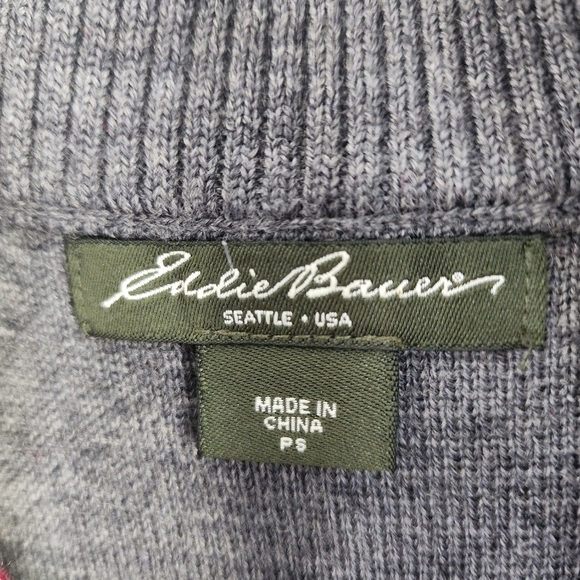 Eddie Bauer®
SEATTLE • USA
MADE IN
CHINA
PS